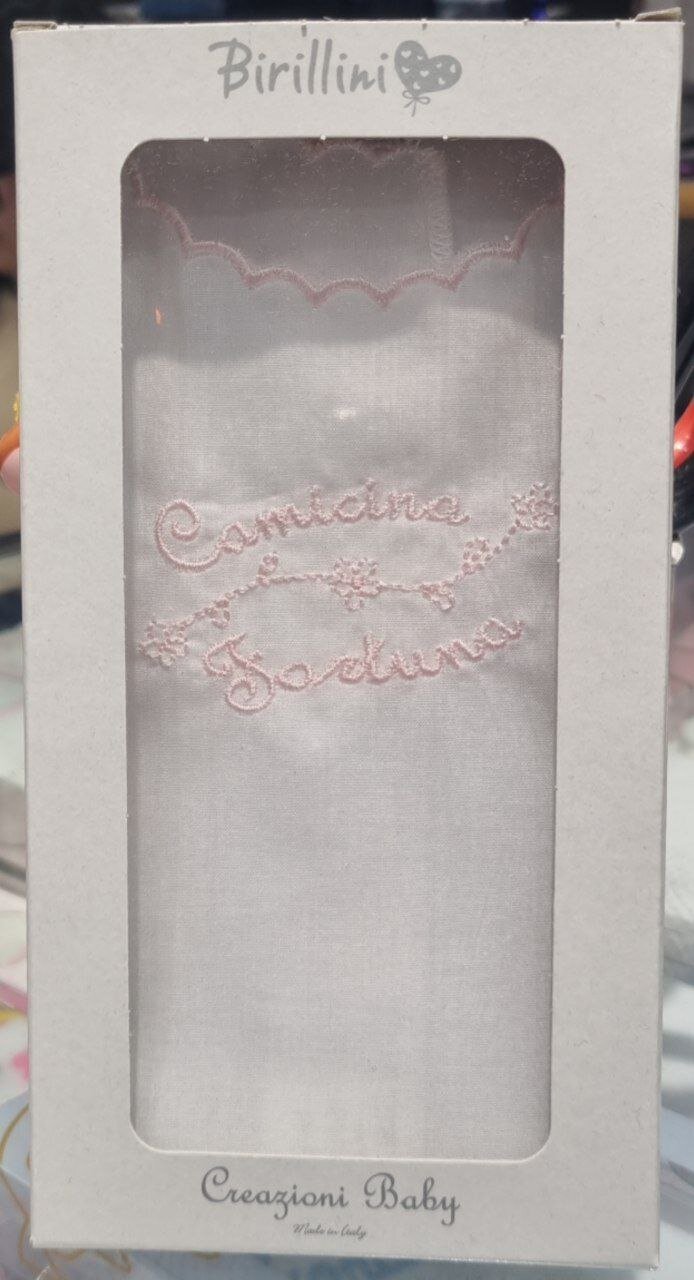 Birillini
Camicina
Fortuna
Creazioni Baby
Made in Italy